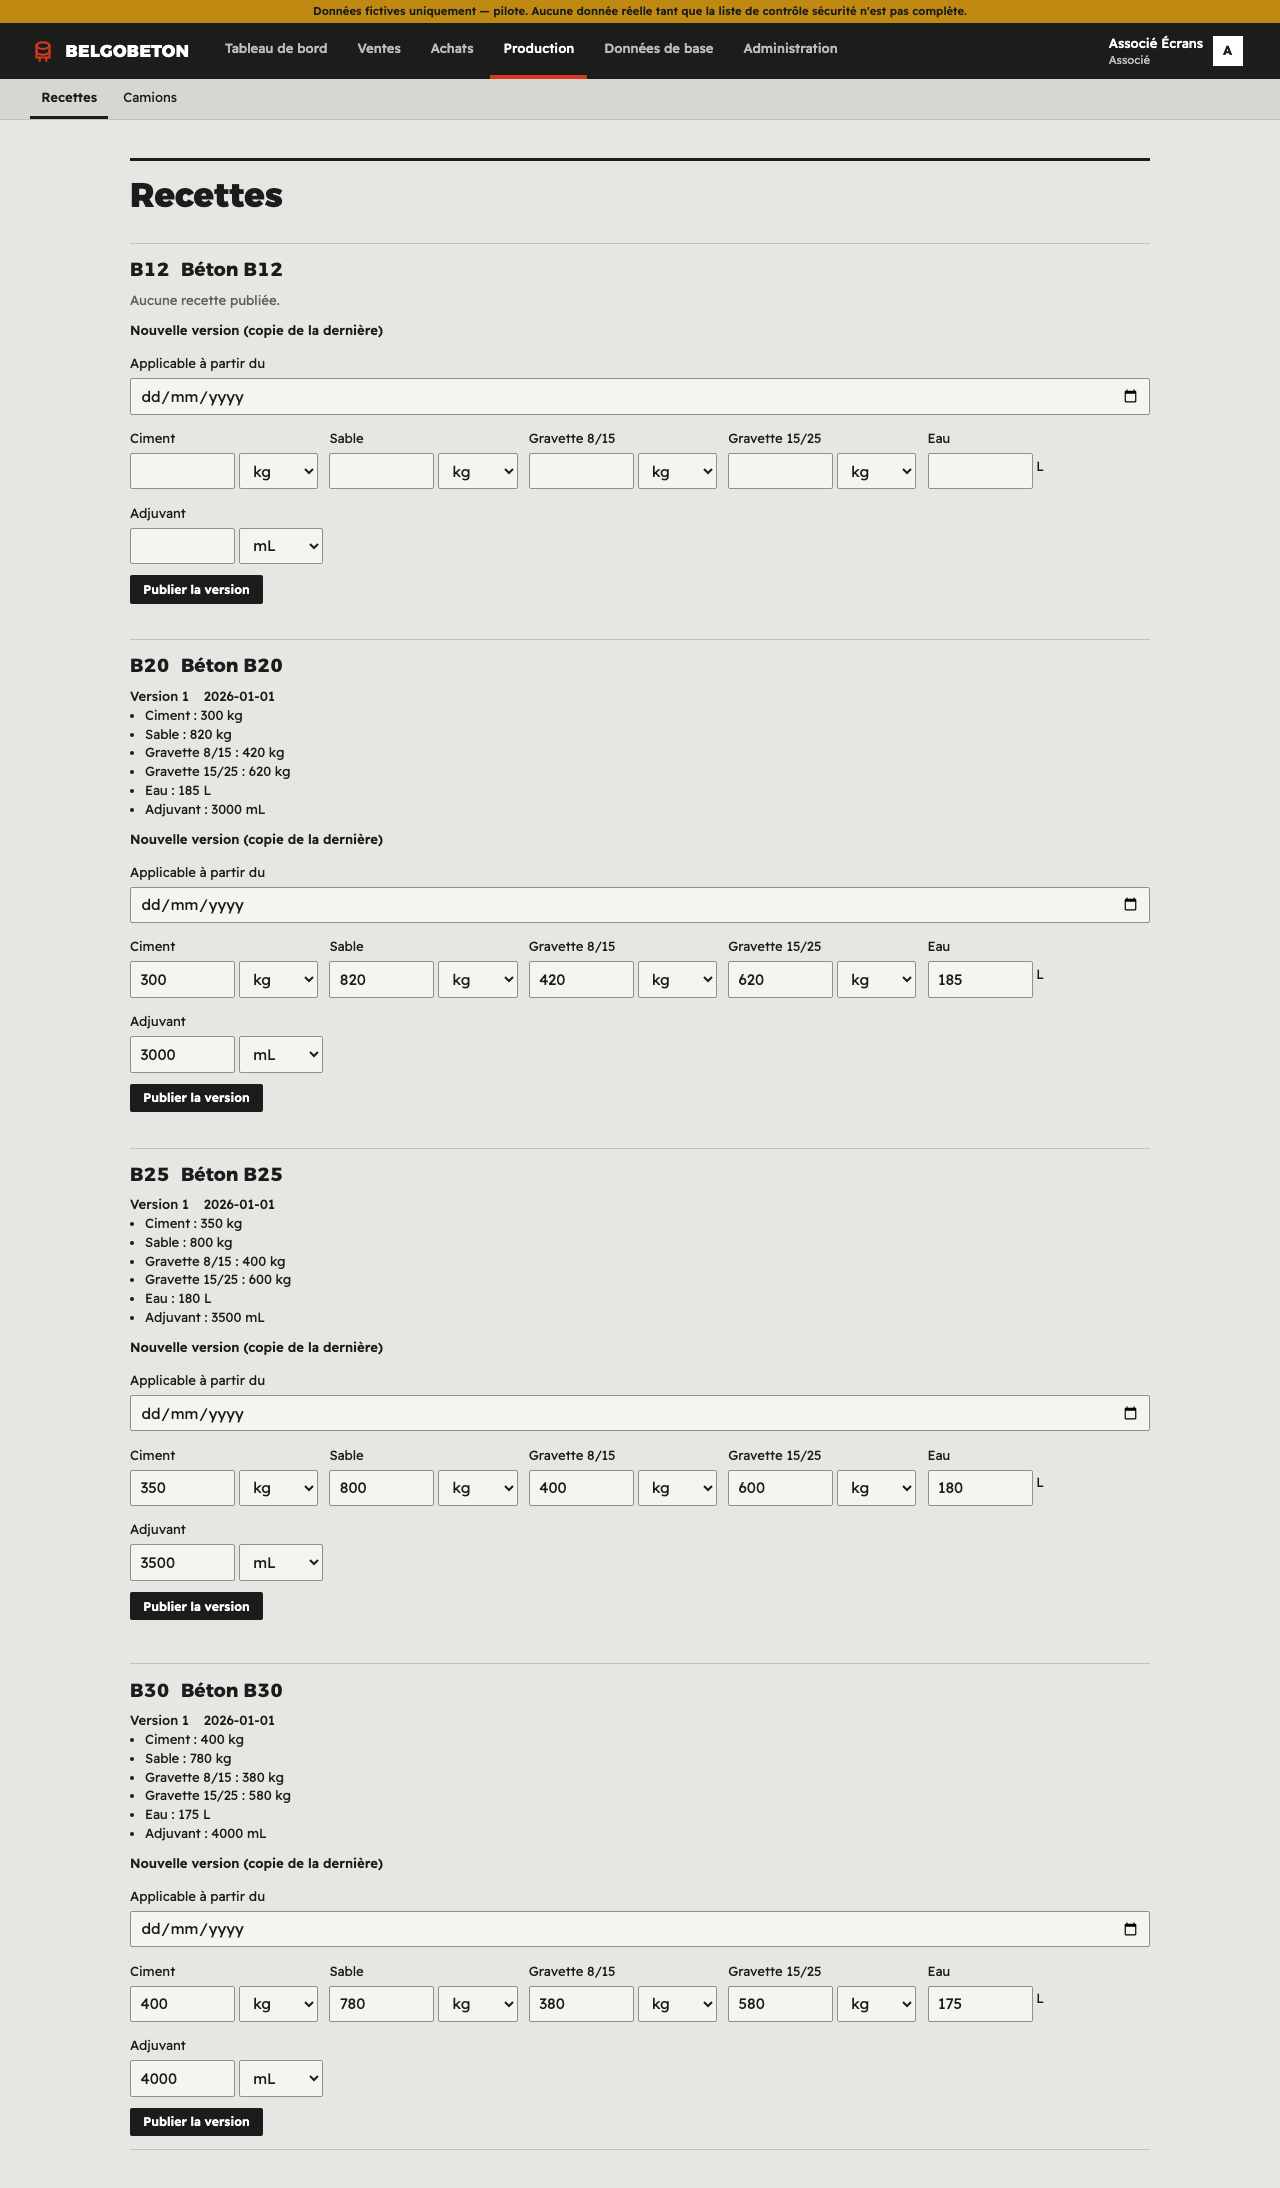 Données fictives uniquement — pilote. Aucune donnée réelle tant que la liste de contrôle sécurité n'est pas complète.
BELGOBETON Tableau de bord Ventes Achats Production Données de base Administration Associé Écrans A
Associé
Recettes Camions
Recettes
B12 Béton B12
Aucune recette publiée.
Nouvelle version (copie de la dernière)
Applicable à partir du
dd/mm/yyyy
Ciment Sable Gravette 8/15 Gravette 15/25 Eau
kg kg kg kg L
Adjuvant
mL
Publier la version
B20 Béton B20
Version 1 2026-01-01
• Ciment : 300 kg
• Sable : 820 kg
• Gravette 8/15 : 420 kg
• Gravette 15/25 : 620 kg
• Eau : 185 L
• Adjuvant : 3000 mL
Nouvelle version (copie de la dernière)
Applicable à partir du
dd/mm/yyyy
Ciment Sable Gravette 8/15 Gravette 15/25 Eau
300 kg 820 kg 420 kg 620 kg 185 L
Adjuvant
3000 mL
Publier la version
B25 Béton B25
Version 1 2026-01-01
• Ciment : 350 kg
• Sable : 800 kg
• Gravette 8/15 : 400 kg
• Gravette 15/25 : 600 kg
• Eau : 180 L
• Adjuvant : 3500 mL
Nouvelle version (copie de la dernière)
Applicable à partir du
dd/mm/yyyy
Ciment Sable Gravette 8/15 Gravette 15/25 Eau
350 kg 800 kg 400 kg 600 kg 180 L
Adjuvant
3500 mL
Publier la version
B30 Béton B30
Version 1 2026-01-01
• Ciment : 400 kg
• Sable : 780 kg
• Gravette 8/15 : 380 kg
• Gravette 15/25 : 580 kg
• Eau : 175 L
• Adjuvant : 4000 mL
Nouvelle version (copie de la dernière)
Applicable à partir du
dd/mm/yyyy
Ciment Sable Gravette 8/15 Gravette 15/25 Eau
400 kg 780 kg 380 kg 580 kg 175 L
Adjuvant
4000 mL
Publier la version